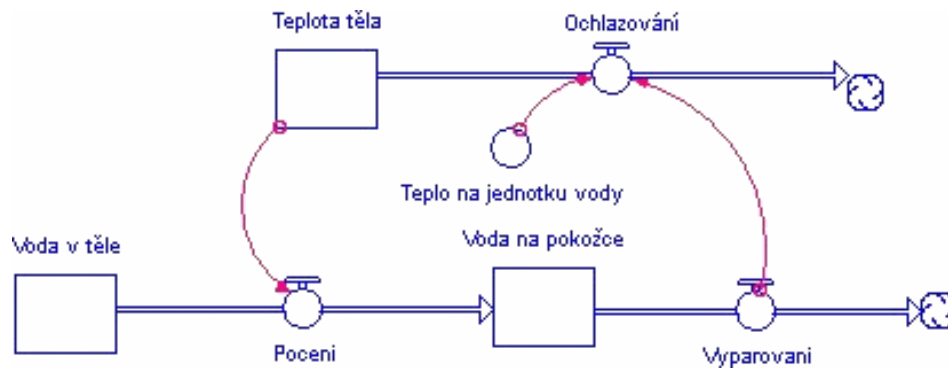 Teplota těla
Ochlazování
Teplo na jednotku vody
Voda v těle
Voda na pokožce
Poceni
Vyparovani